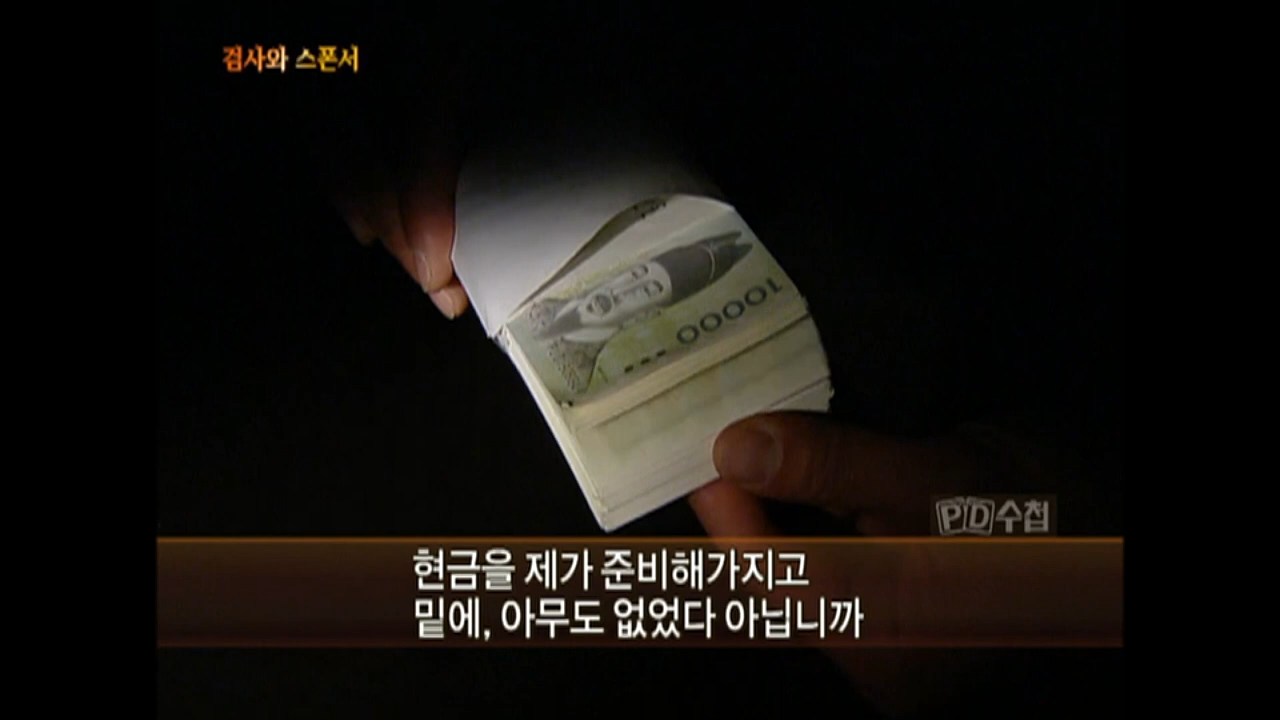 검사와 스폰서
10000
PD수첩
현금을 제가 준비해가지고
밑에, 아무도 없었다 아닙니까